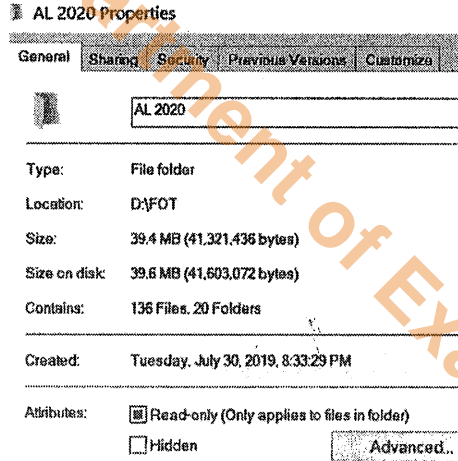 AL 2020 Properties
General Sharing Security Previous Versions Customize
AL 2020
Type: File folder
Location: D:\FOT
Size: 39.4 MB (41,321,436 bytes)
Size on disk: 39.6 MB (41,603,072 bytes)
Contains: 136 Files, 20 Folders
Created: Tuesday, July 30, 2019, 8:33:29 PM
Attributes: Read-only (Only applies to files in folder)
Hidden Advanced...
artment of Exa